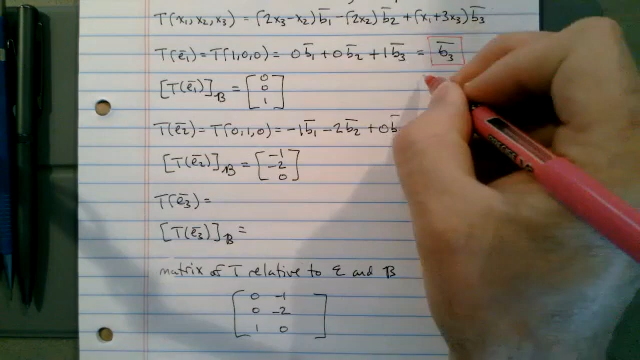 T(x₁, x₂, x₃) = (2x₃-x₂)b̄₁ - (2x₂)b̄₂ + (x₁+3x₃)b̄₃
T(ē₁) = T(1,0,0) = 0b̄₁ + 0b̄₂ + 1b̄₃ = b̄₃
[T(ē₁)]_B = [0 0 1]
T(ē₂) = T(0,1,0) = -1b̄₁ - 2b̄₂ + 0b̄
[T(ē₂)]_B = [-1 -2 0]
T(ē₃) =
[T(ē₃)]_B =
matrix of T relative to ε and B
0 -1
0 -2
1 0